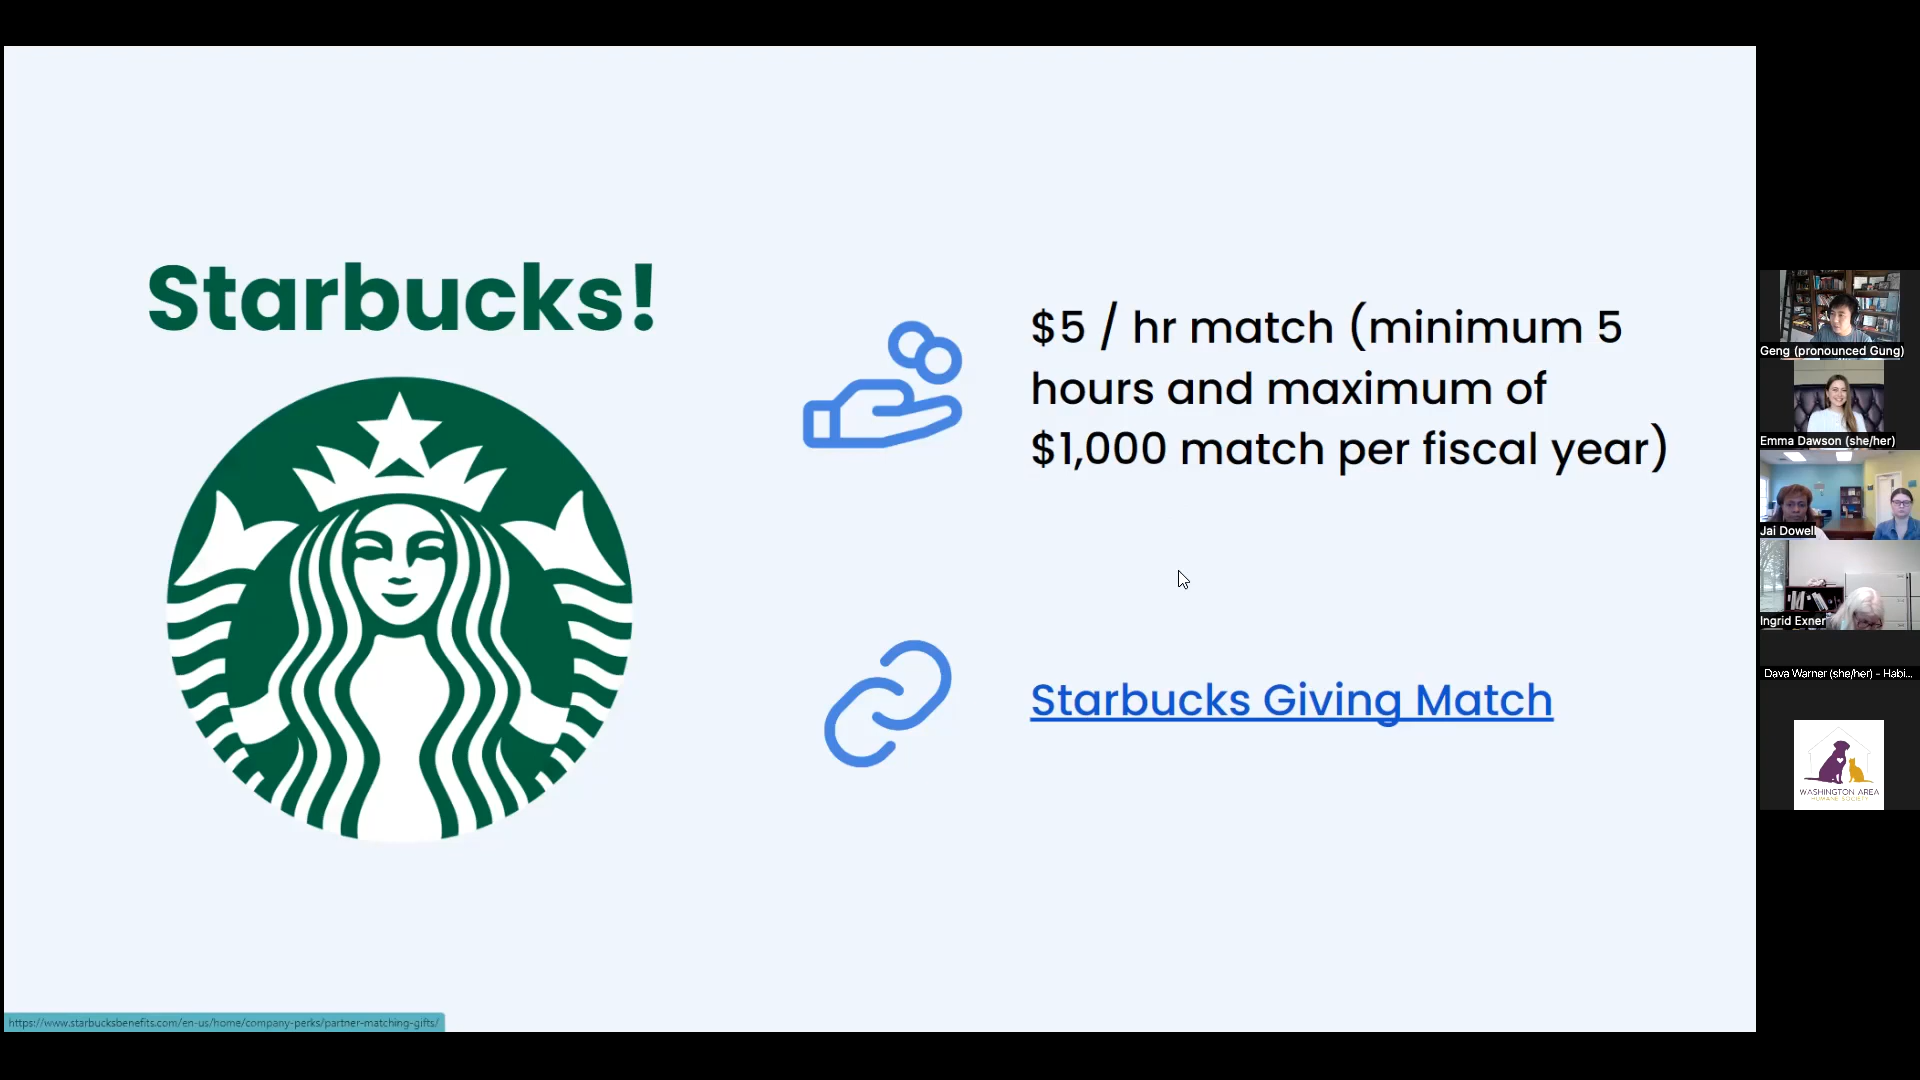 Starbucks!
$5 / hr match (minimum 5
hours and maximum of
$1,000 match per fiscal year)
Starbucks Giving Match
https://www.starbucksbenefits.com/en-us/home/company-perks/partner-matching-gifts/
Geng (pronounced Gung)
Emma Dawson (she/her)
Jai Dowell
Ingrid Exner
Dava Warner (she/her) - Habi...
WASHINGTON AREA
HUMANE SOCIETY